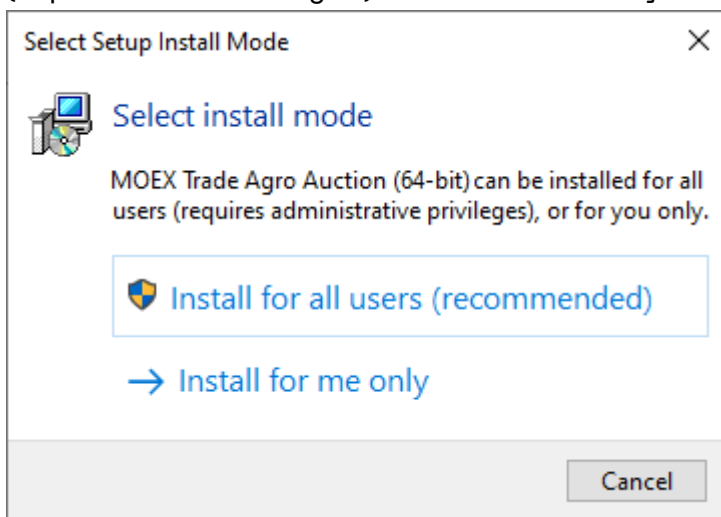 Select Setup Install Mode
Select install mode
MOEX Trade Agro Auction (64-bit) can be installed for all
users (requires administrative privileges), or for you only.
Install for all users (recommended)
Install for me only
Cancel